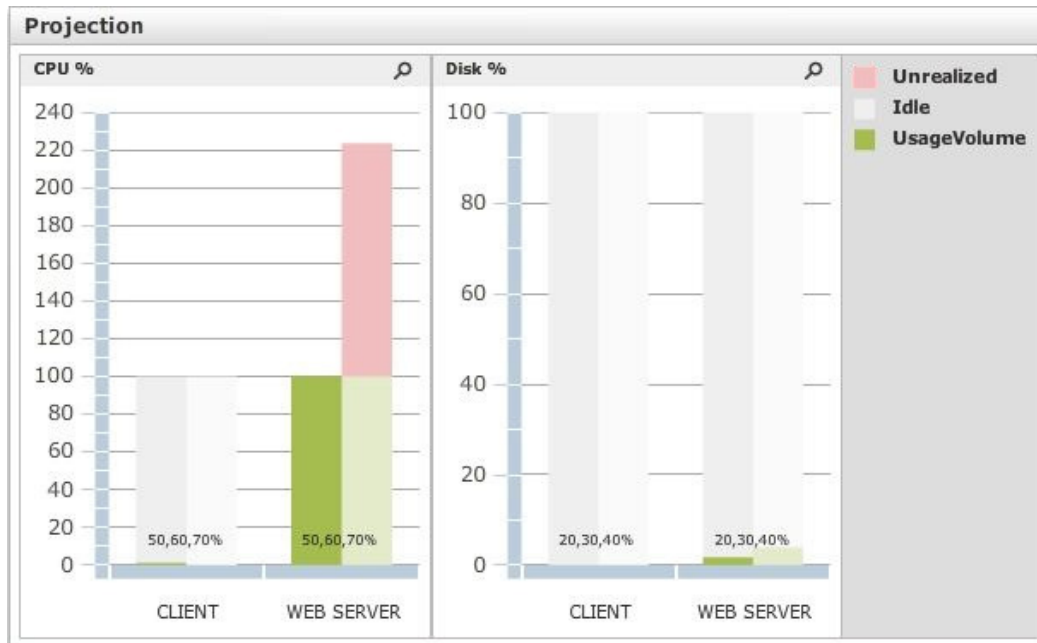 Projection
CPU %
240
220
200
180
160
140
120
100
80
60
40
20
0
50,60,70%
50,60,70%
CLIENT
WEB SERVER
Disk %
100
80
60
40
20
0
20,30,40%
20,30,40%
CLIENT
WEB SERVER
Unrealized
Idle
UsageVolume